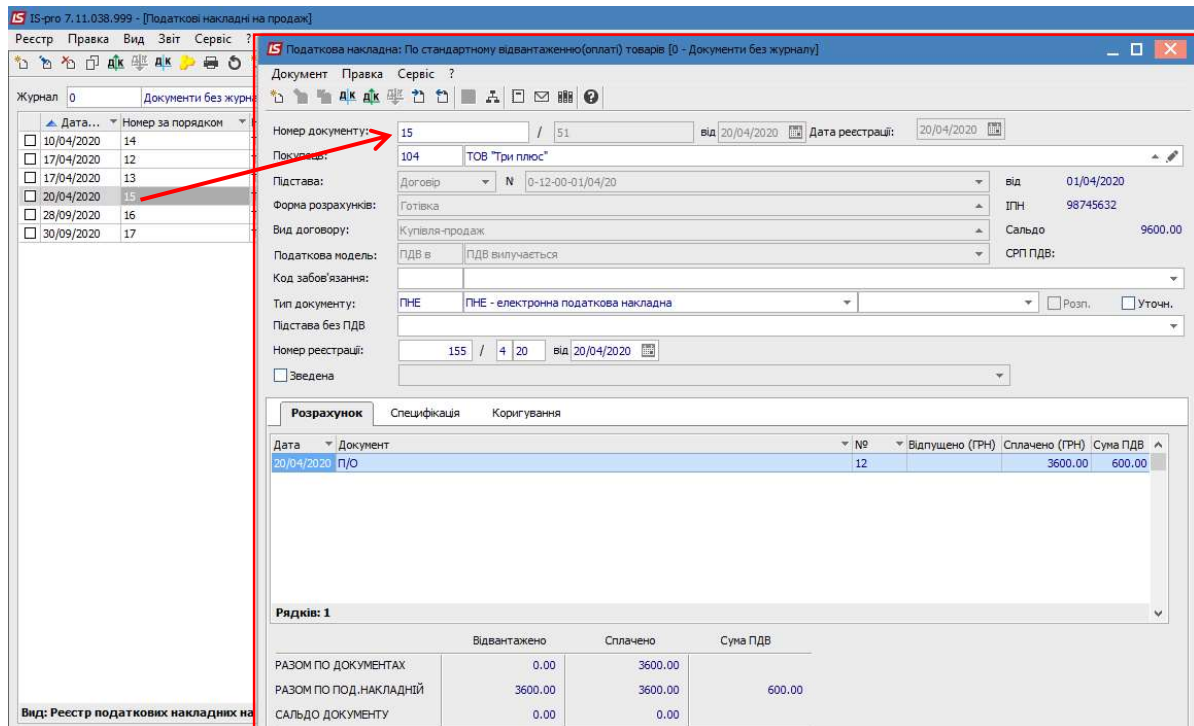 IS-pro 7.11.038.999 - [Податкові накладні на продаж]
Реєстр Правка Вид Звіт Сервіс ?
Журнал 0 Документи без журна
Дата... Номер за порядком
10/04/2020 14
17/04/2020 12
17/04/2020 13
20/04/2020 15
28/09/2020 16
30/09/2020 17
Вид: Реєстр податкових накладних на
Податкова накладна: По стандартному відвантаженню(оплаті) товарів [0 - Документи без журналу]
Документ Правка Сервіс ?
Номер документу: 15 / 51 від 20/04/2020 Дата реєстрації: 20/04/2020
Покупець: 104 ТОВ "Три плюс"
Підстава: Договір N 0-12-00-01/04/20 від 01/04/2020
Форма розрахунків: Готівка ІПН 98745632
Вид договору: Купівля-продаж Сальдо 9600.00
Податкова модель: ПДВ в ПДВ вилучається СРП ПДВ:
Код забов'язання:
Тип документу: ПНЕ ПНЕ - електронна податкова накладна Розп. Уточн.
Підстава без ПДВ
Номер реєстрації: 155 / 4 20 від 20/04/2020
Зведена
Розрахунок Специфікація Коригування
Дата Документ № Відпущено (ГРН) Сплачено (ГРН) Сума ПДВ
20/04/2020 П/О 12 3600.00 600.00
Рядків: 1
Відвантажено Сплачено Сума ПДВ
РАЗОМ ПО ДОКУМЕНТАХ 0.00 3600.00
РАЗОМ ПО ПОД.НАКЛАДНІЙ 3600.00 3600.00 600.00
САЛЬДО ДОКУМЕНТУ 0.00 0.00